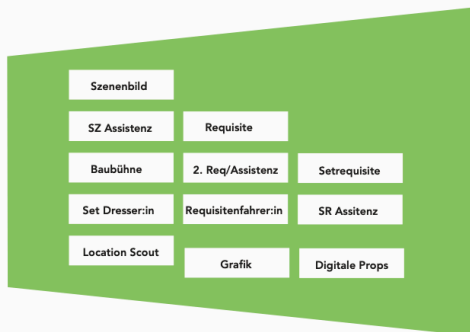 Szenenbild
SZ Assistenz
Requisite
Baubühne
2. Req/Assistenz
Setrequisite
Set Dresser:in
Requisitenfahrer:in
SR Assitenz
Location Scout
Grafik
Digitale Props